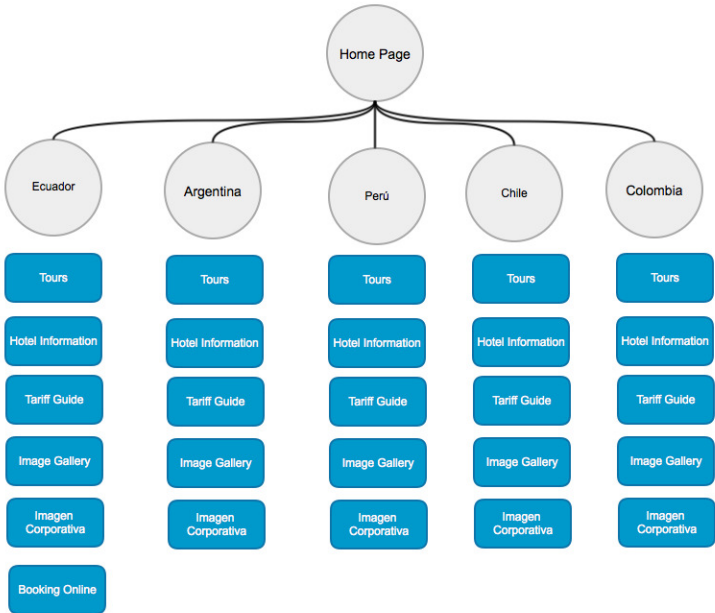 Home Page
Ecuador
Argentina
Perú
Chile
Colombia
Tours
Tours
Tours
Tours
Tours
Hotel Information
Hotel Information
Hotel Information
Hotel Information
Hotel Information
Tariff Guide
Tariff Guide
Tariff Guide
Tariff Guide
Tariff Guide
Image Gallery
Image Gallery
Image Gallery
Image Gallery
Image Gallery
Imagen
Corporativa
Imagen
Corporativa
Imagen
Corporativa
Imagen
Corporativa
Imagen
Corporativa
Booking Online